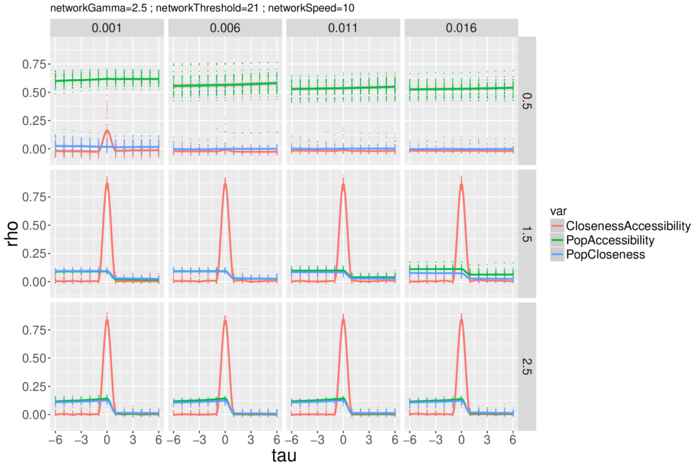 networkGamma=2.5 ; networkThreshold=21 ; networkSpeed=10
0.001 0.006 0.011 0.016
0.75
0.50
0.25
0.00
0.5
0.75
0.50
0.25
0.00
1.5
0.75
0.50
0.25
0.00
2.5
rho
−6 −3 0 3 6 −6 −3 0 3 6 −6 −3 0 3 6 −6 −3 0 3 6
tau
var
ClosenessAccessibility
PopAccessibility
PopCloseness